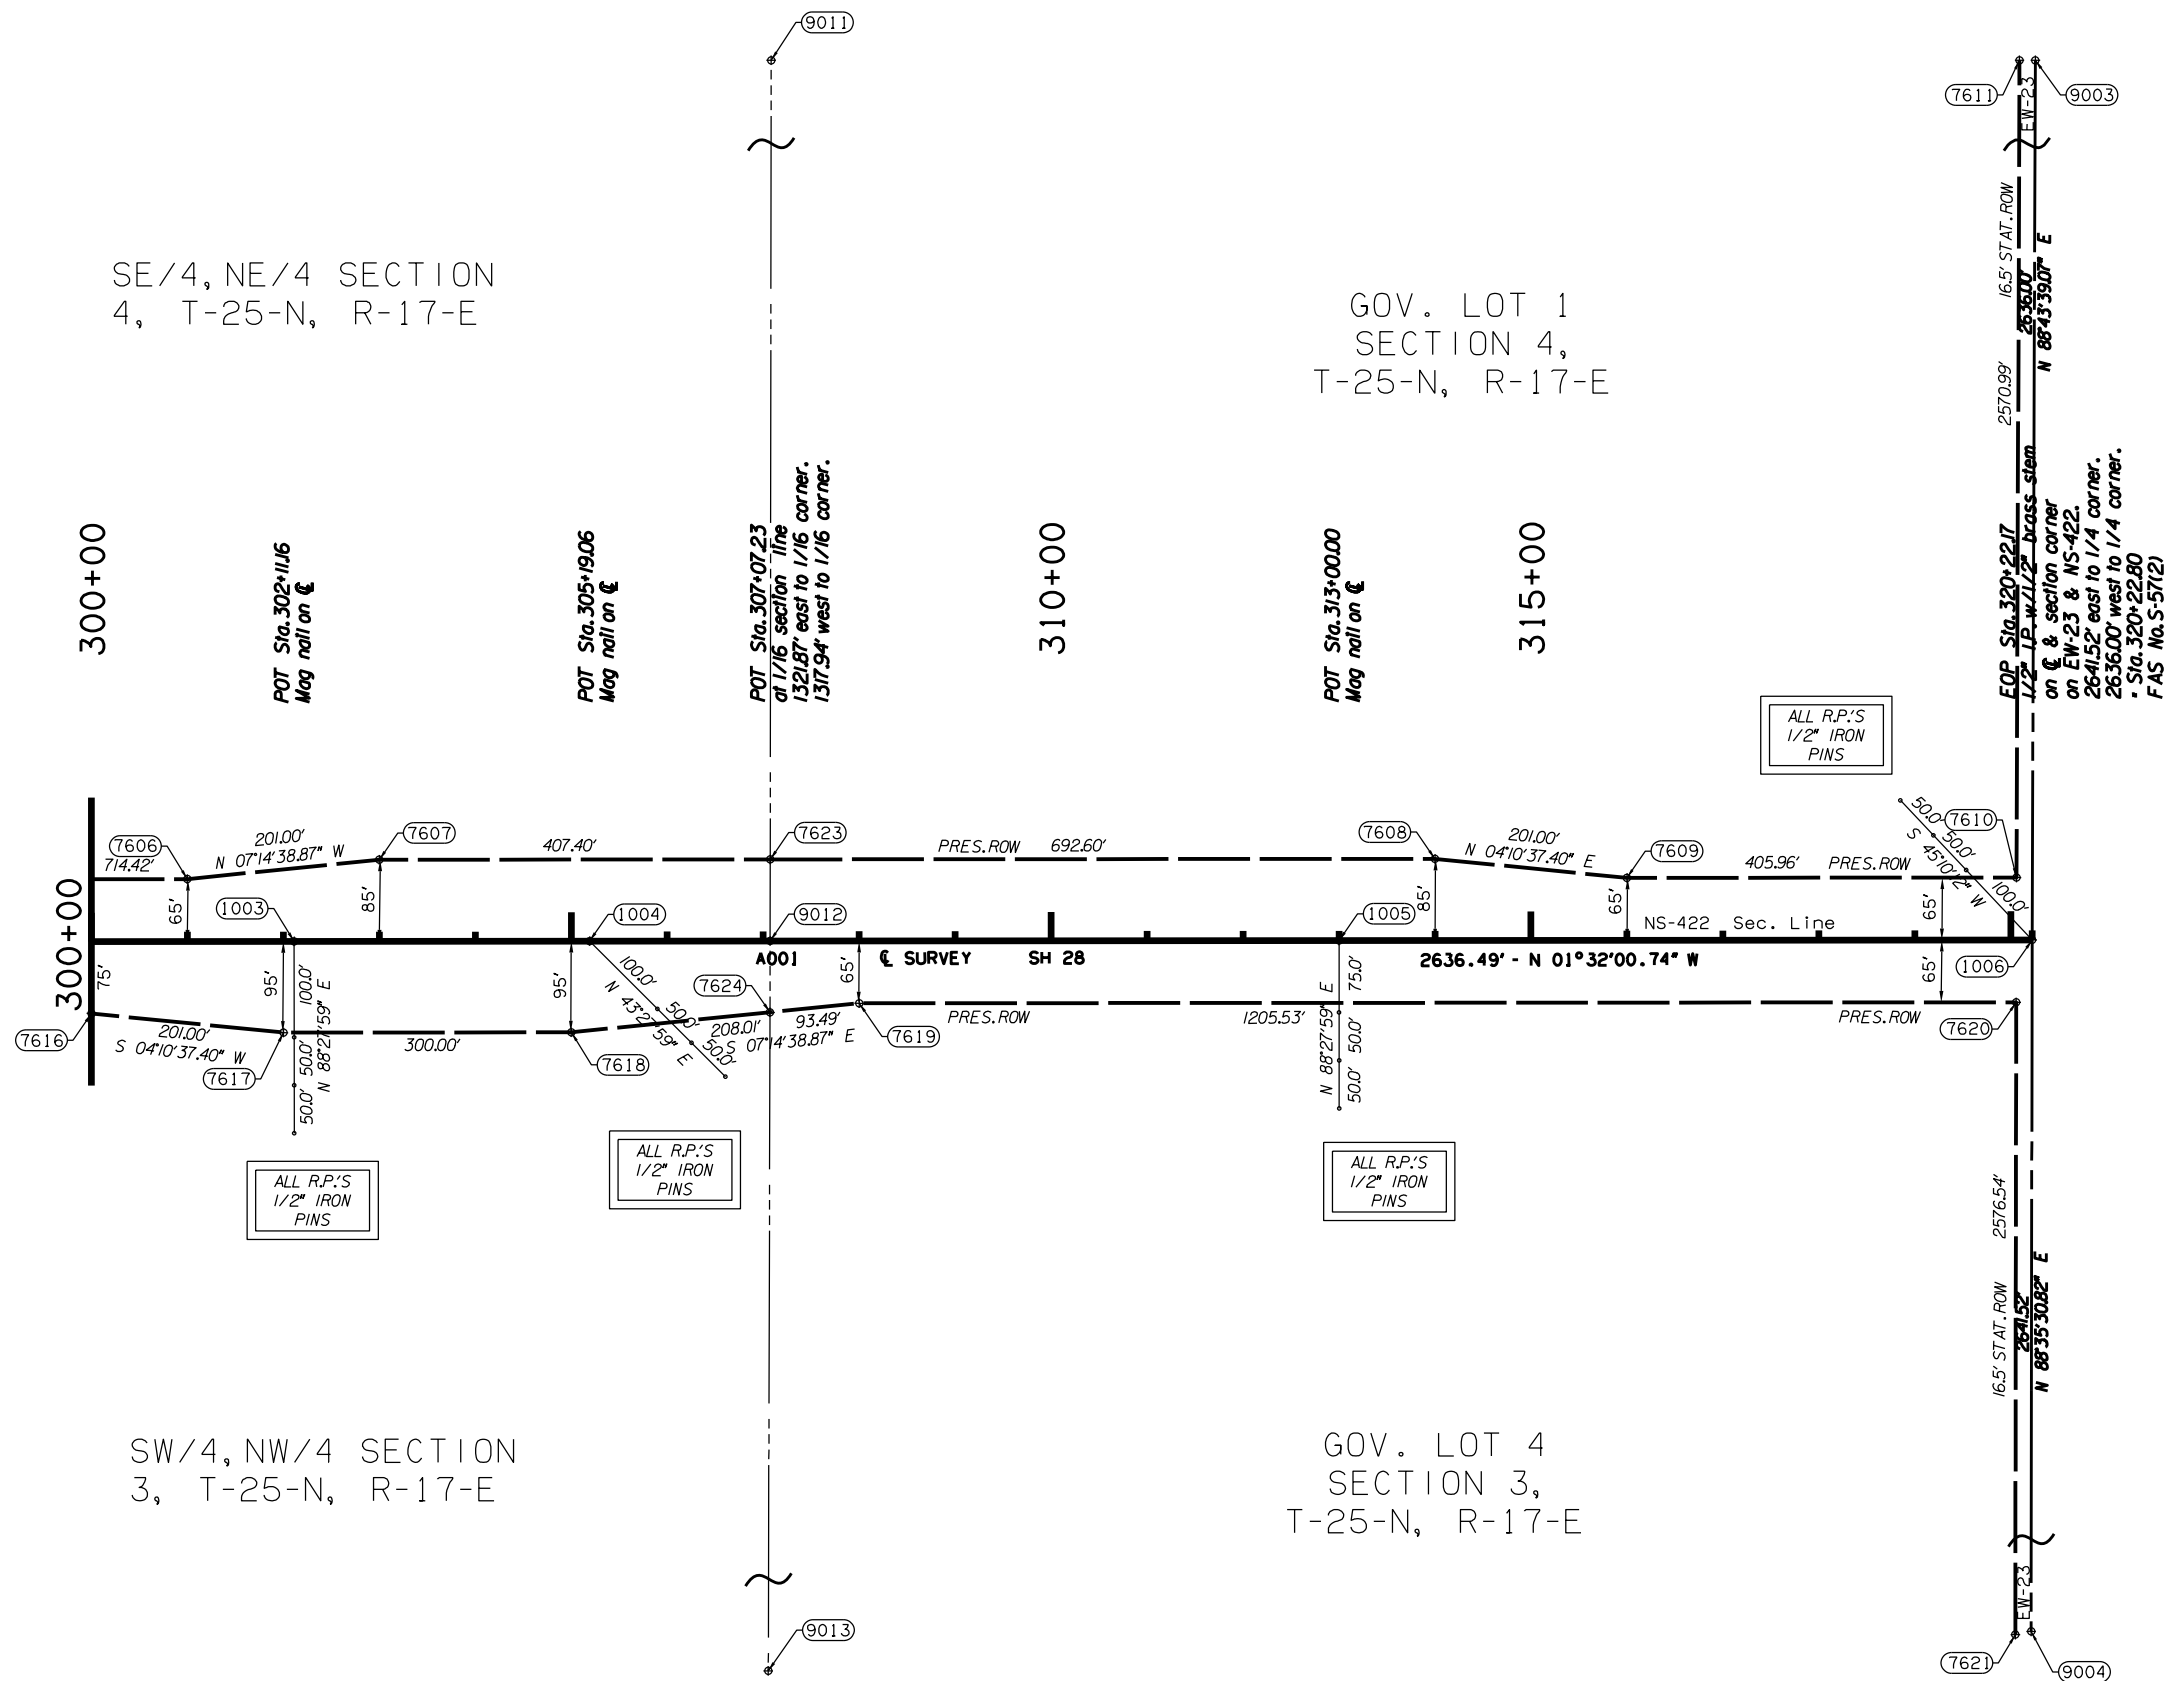 9011
7611
9003
EW-23
SE/4, NE/4 SECTION
4, T-25-N, R-17-E
GOV. LOT 1
SECTION 4,
T-25-N, R-17-E
16.5' STAT. ROW
2570.99'
2636.00'
N 88°43'39.07" E
300+00
POT Sta. 302+11.16
Mag nail on ℄
POT Sta. 305+19.06
Mag nail on ℄
POT Sta. 307+07.23
at 1/16 section line
1321.87' east to 1/16 corner.
1317.94' west to 1/16 corner.
310+00
POT Sta. 313+00.00
Mag nail on ℄
315+00
EOP Sta. 320+22.17
1/2" I.P. w/1/2" brass stem
on ℄ & section corner
on EW-23 & NS-422.
2641.52' east to 1/4 corner.
2636.00' west to 1/4 corner.
= Sta. 320+22.80
FAS No. S-57(2)
ALL R.P.'S
1/2" IRON
PINS
7606
201.00'
N 07°14'38.87" W
714.42'
7607
407.40'
7623
PRES. ROW 692.60'
7608
201.00'
N 04°10'37.40" E
7609
405.96' PRES. ROW
7610
50.0'
50.0'
S 45°10'12" W
100.0'
65'
85'
85'
65'
65'
1003
1004
9012
1005
NS-422 Sec. Line
300+00
A001
℄ SURVEY
SH 28
2636.49' - N 01°32'00.74" W
1006
75'
95'
95'
65'
65'
7616
201.00'
S 04°10'37.40" W
7617
100.0'
50.0'
50.0'
N 88°27'59" E
300.00'
7618
100.0'
50.0'
50.0'
N 43°27'59" E
7624
208.01'
93.49'
S 07°14'38.87" E
7619
PRES. ROW
1205.53'
75.0'
50.0'
50.0'
N 88°27'59" E
PRES. ROW
7620
ALL R.P.'S
1/2" IRON
PINS
ALL R.P.'S
1/2" IRON
PINS
ALL R.P.'S
1/2" IRON
PINS
2576.54'
16.5' STAT. ROW
2641.52'
N 88°35'30.82" E
SW/4, NW/4 SECTION
3, T-25-N, R-17-E
GOV. LOT 4
SECTION 3,
T-25-N, R-17-E
EW-23
9013
7621
9004